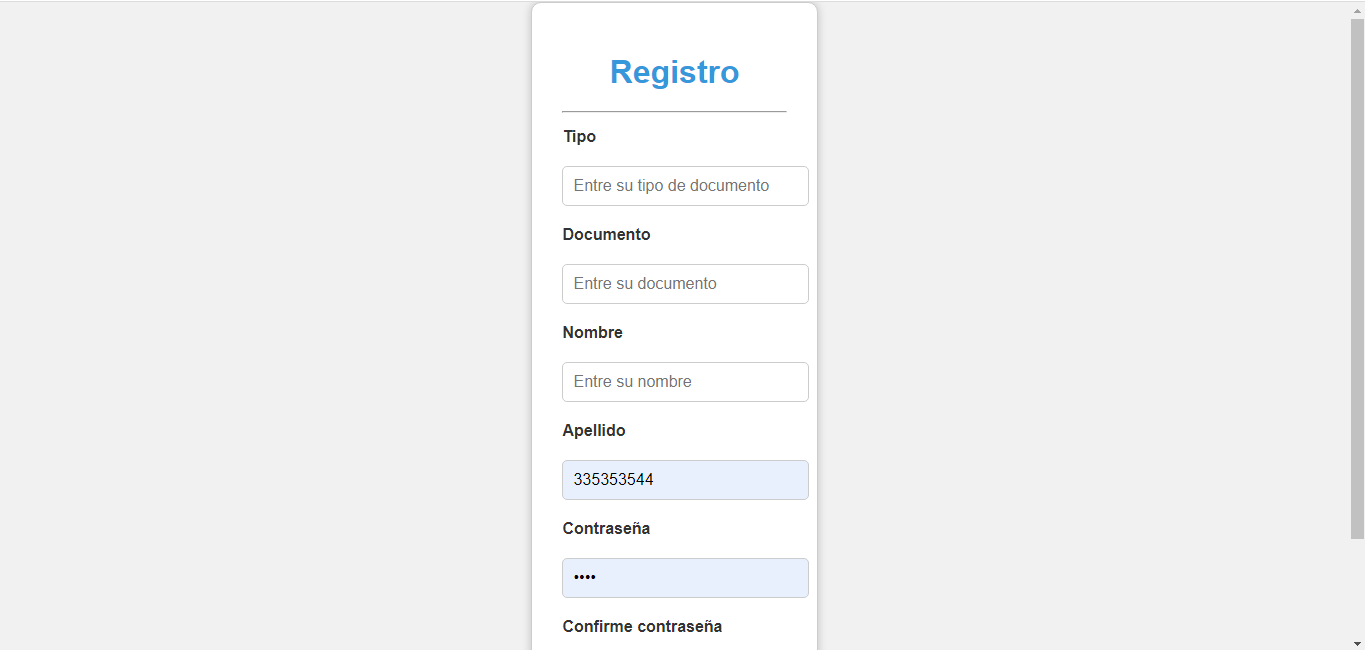 Registro
Tipo
Entre su tipo de documento
Documento
Entre su documento
Nombre
Entre su nombre
Apellido
335353544
Contraseña
••••
Confirme contraseña